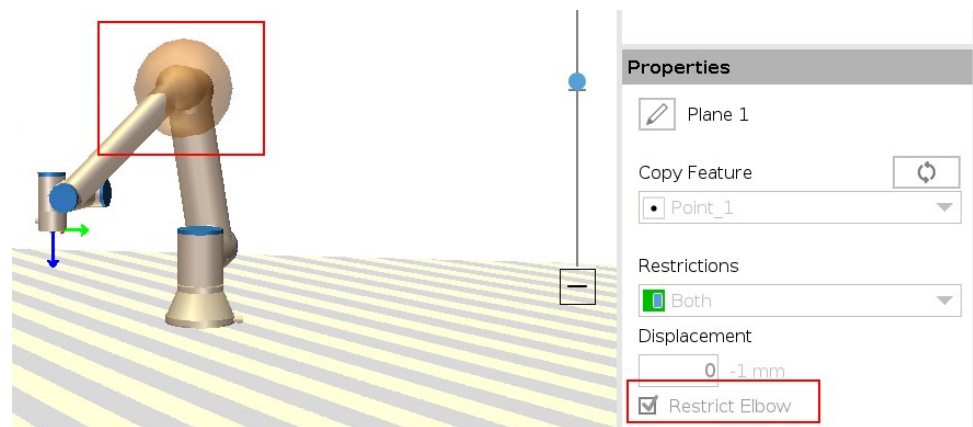 Properties
Plane 1
Copy Feature
Point_1
Restrictions
Both
Displacement
0 -1 mm
Restrict Elbow